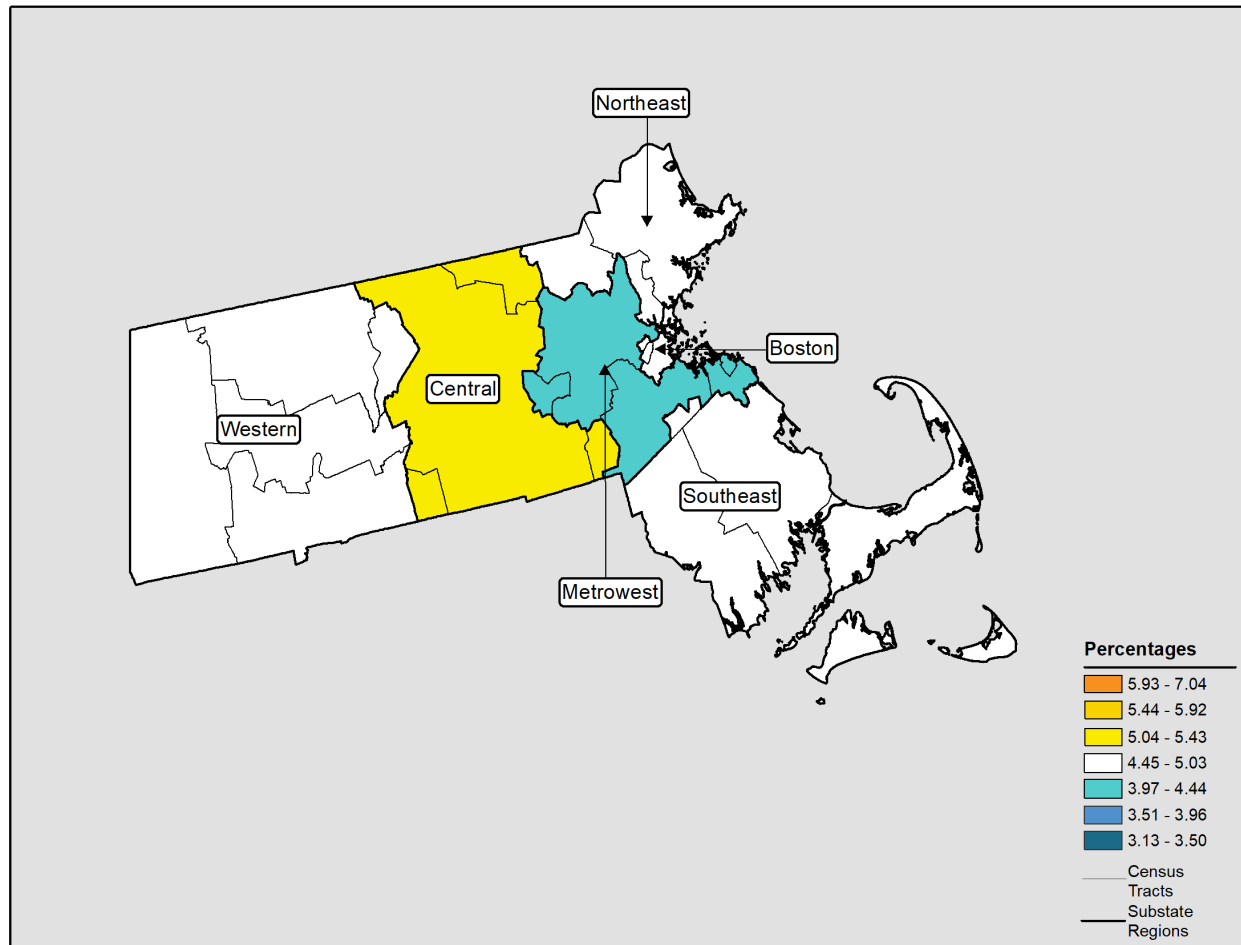 Northeast
Boston
Central
Western
Southeast
Metrowest
Percentages
5.93 - 7.04
5.44 - 5.92
5.04 - 5.43
4.45 - 5.03
3.97 - 4.44
3.51 - 3.96
3.13 - 3.50
Census
Tracts
Substate
Regions